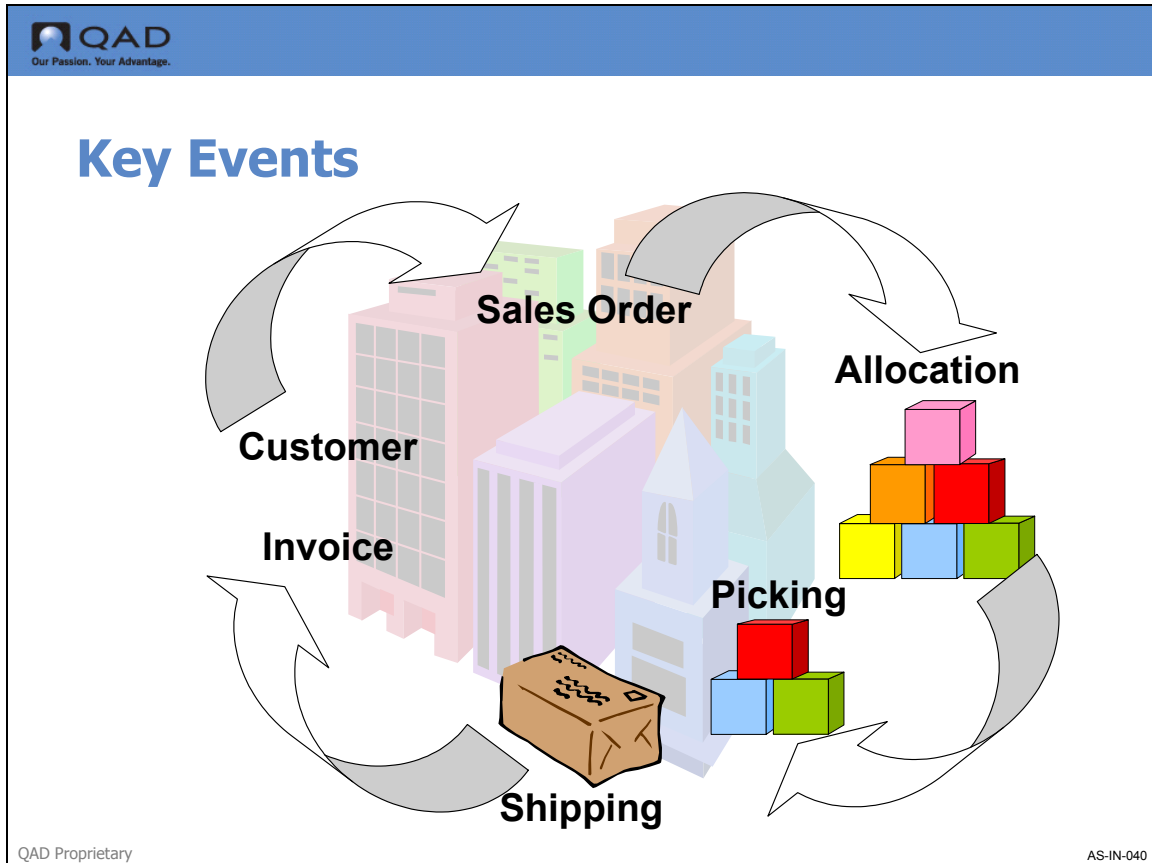 QAD
Our Passion. Your Advantage.
Key Events
Sales Order
Allocation
Customer
Invoice
Picking
Shipping
QAD Proprietary
AS-IN-040